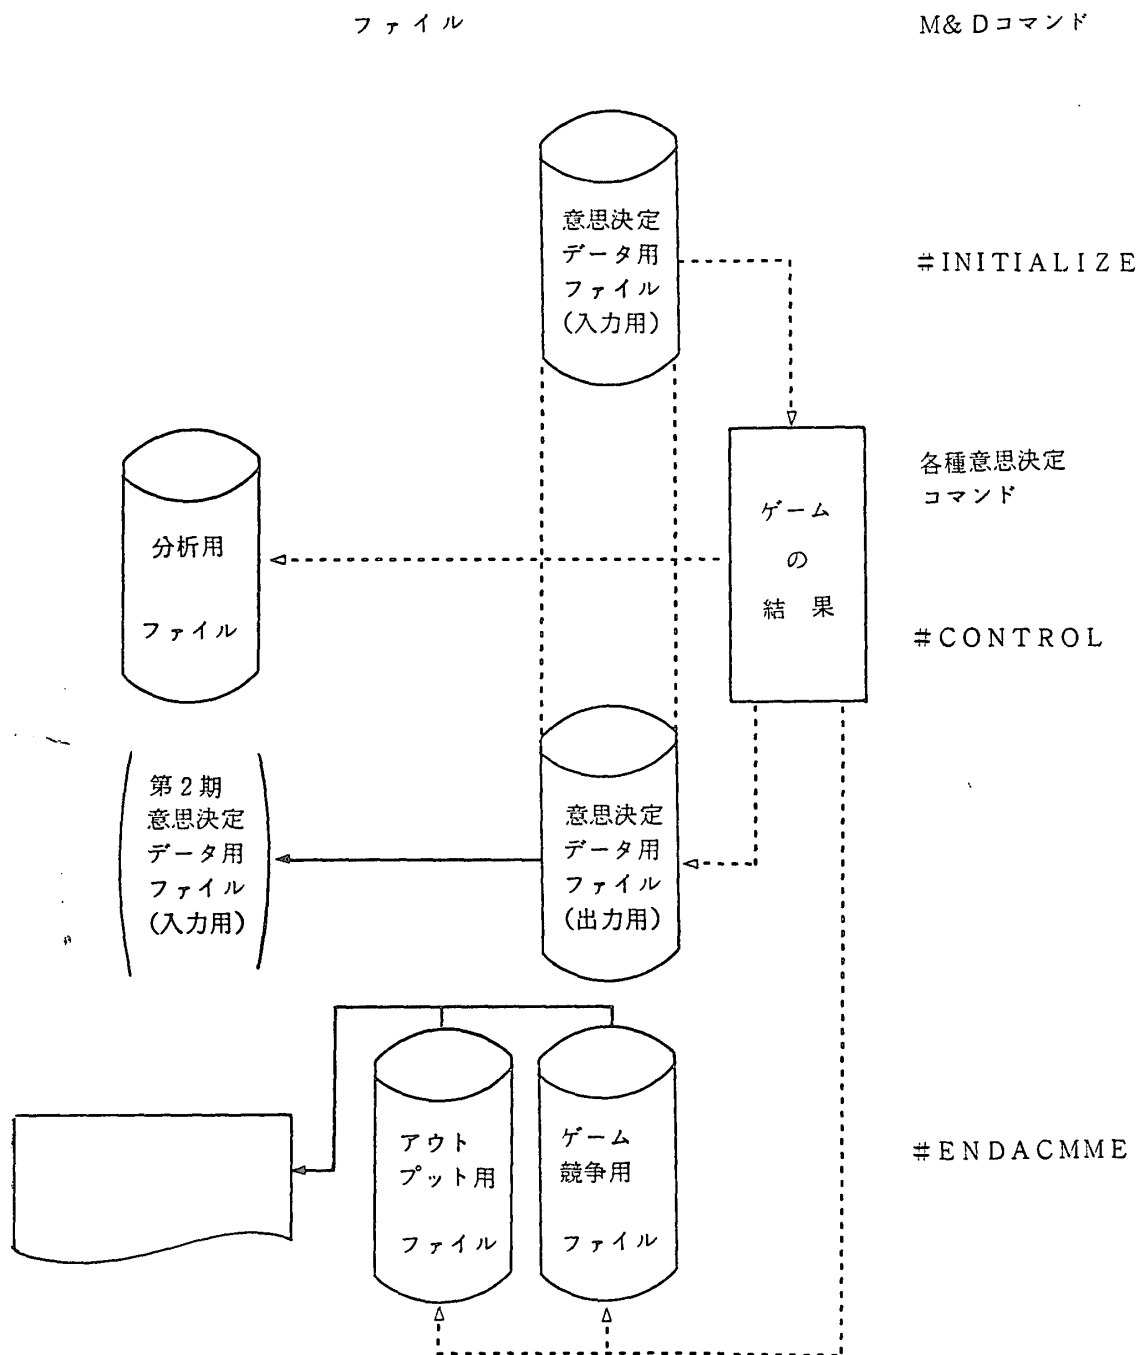 ファイル
M&Dコマンド
意思決定
データ用
ファイル
(入力用)
#INITIALIZE
各種意思決定
コマンド
ゲーム
の
結 果
分析用
ファイル
#CONTROL
第2期
意思決定
データ用
ファイル
(入力用)
意思決定
データ用
ファイル
(出力用)
アウト
プット用
ファイル
ゲーム
競争用
ファイル
#ENDACMME